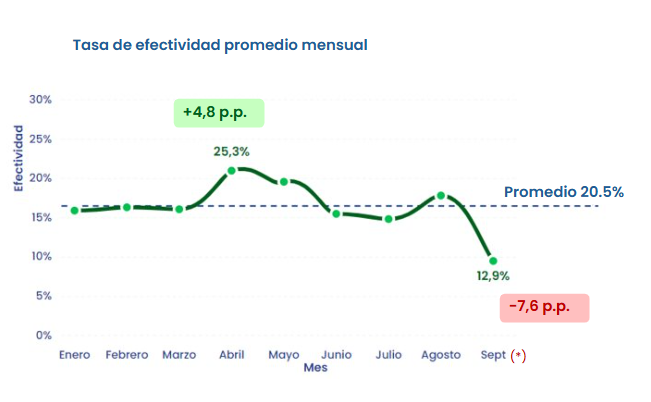 Tasa de efectividad promedio mensual
30%
+4,8 p.p.
25%
25,3%
20%
Efectividad
Promedio 20.5%
15%
10%
12,9%
5%
-7,6 p.p.
0%
Enero Febrero Marzo Abril Mayo Junio Julio Agosto Sept (*)
Mes